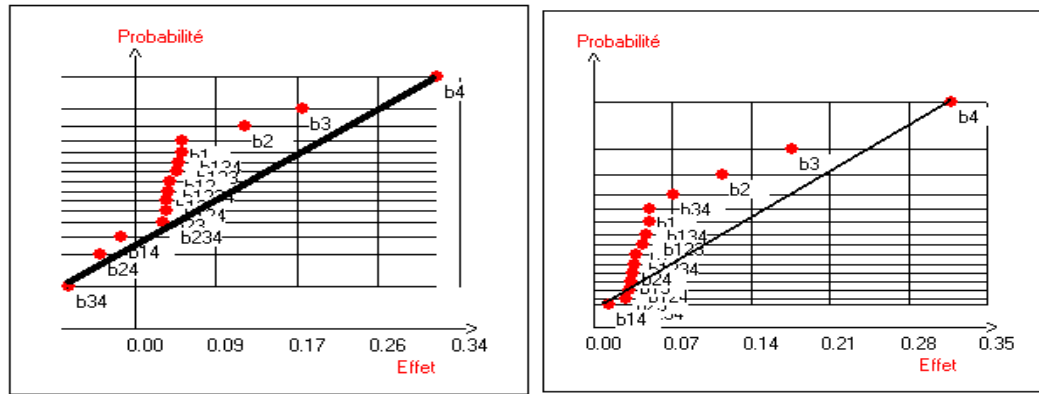 Probabilité
b4
b3
b2
b1
b134
b234
b14
b24
b34
0.00 0.09 0.17 0.26 0.34
Effet
Probabilité
b4
b3
b2
b34
b1
b134
b123
b24
b124
b14
0.00 0.07 0.14 0.21 0.28 0.35
Effet